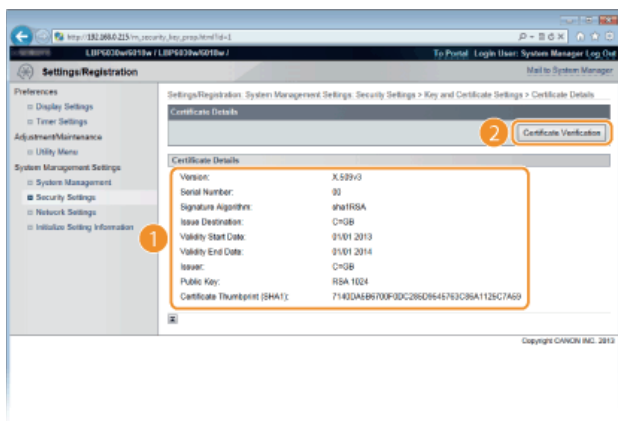 http://192.168.0.215/m_security_key_prop.html?id=1
LBP6030w/6018w / LBP6030w/6018w /
To Portal Login User: System Manager Log Out
Settings/Registration
Mail to System Manager
Preferences
Display Settings
Timer Settings
Adjustment/Maintenance
Utility Menu
System Management Settings
System Management
Security Settings
Network Settings
Initialize Setting Information
Settings/Registration: System Management Settings: Security Settings > Key and Certificate Settings > Certificate Details
Certificate Details
2
Certificate Verification
Certificate Details
1
Version: X.509v3
Serial Number: 00
Signature Algorithm: sha1RSA
Issue Destination: C=GB
Validity Start Date: 01/01 2013
Validity End Date: 01/01 2014
Issuer: C=GB
Public Key: RSA 1024
Certificate Thumbprint (SHA1):
Copyright CANON INC. 2013